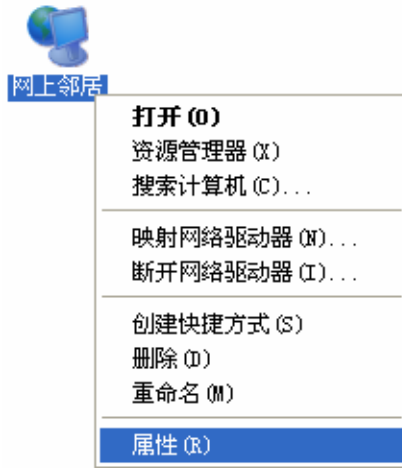 网上邻居
打开(O)
资源管理器(X)
搜索计算机(C)...
映射网络驱动器(N)...
断开网络驱动器(I)...
创建快捷方式(S)
删除(D)
重命名(M)
属性(R)